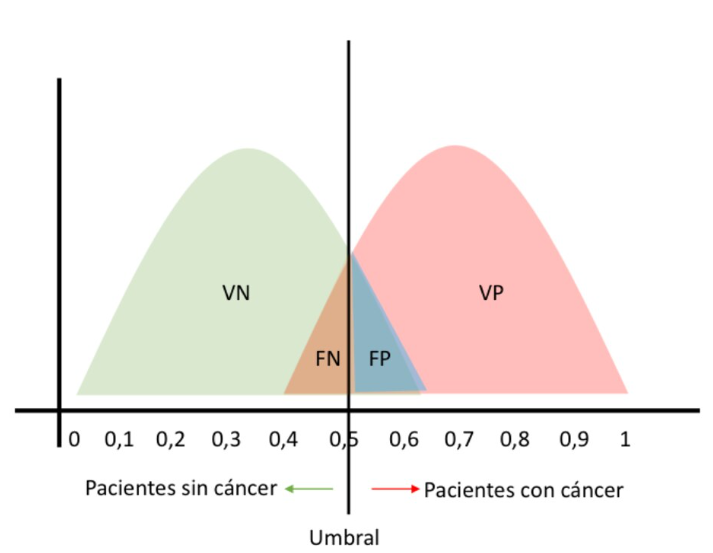 VN
VP
FN
FP
0 0,1 0,2 0,3 0,4 0,5 0,6 0,7 0,8 0,9 1
Pacientes sin cáncer
Pacientes con cáncer
Umbral